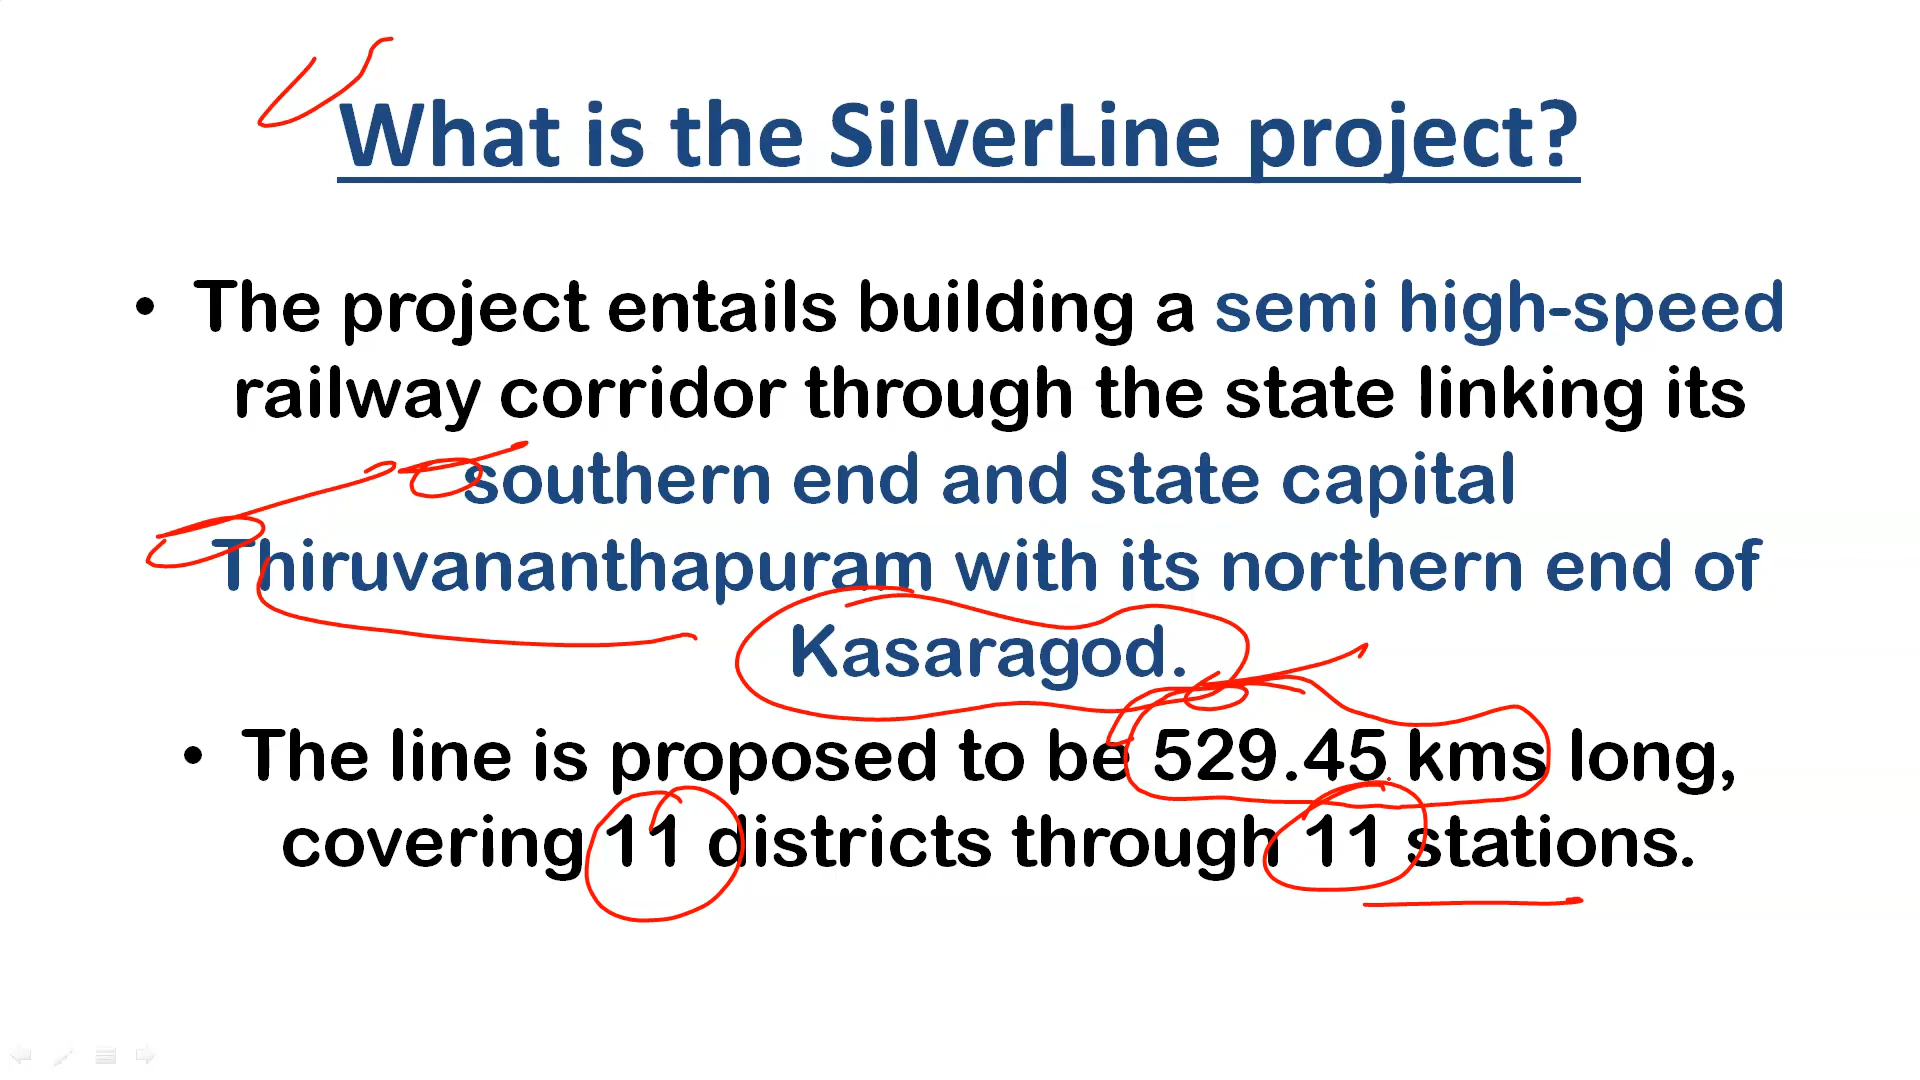 What is the SilverLine project?
• The project entails building a semi high-speed
railway corridor through the state linking its
southern end and state capital
Thiruvananthapuram with its northern end of
Kasaragod.
• The line is proposed to be 529.45 kms long,
covering 11 districts through 11 stations.